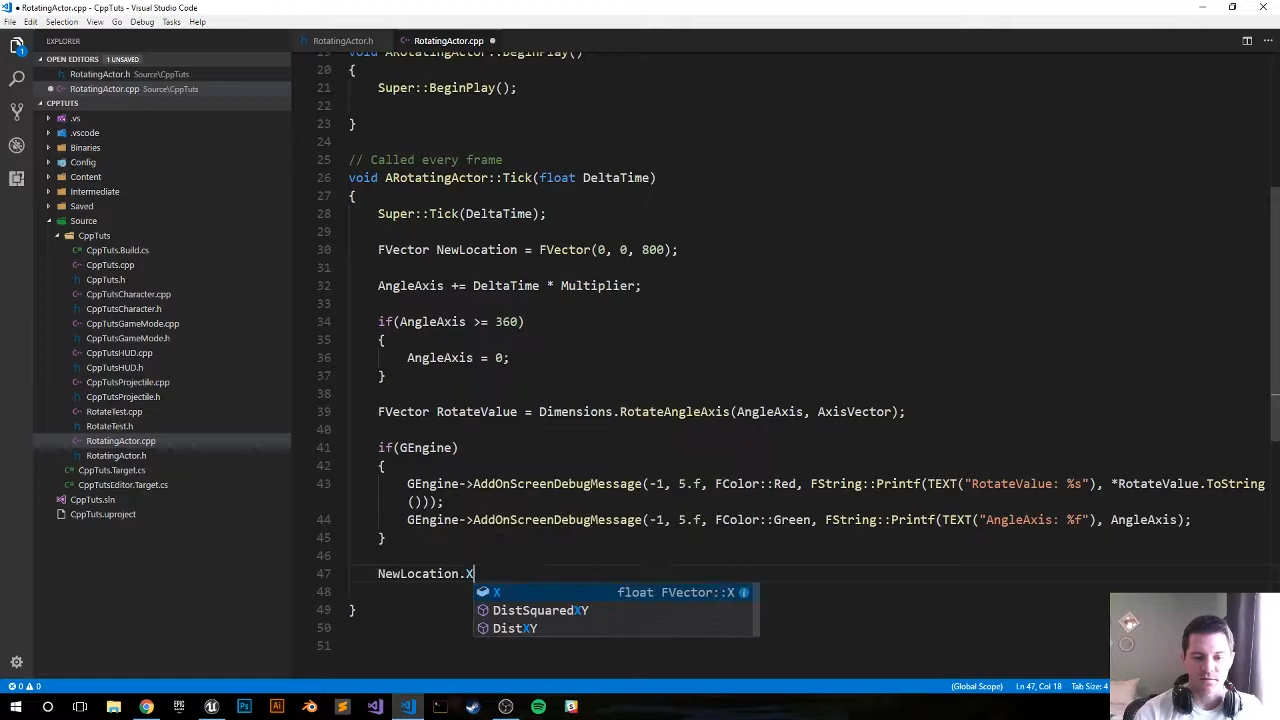 RotatingActor.cpp - CppTuts - Visual Studio Code
File Edit Selection View Go Debug Tasks Help
EXPLORER
RotatingActor.h
RotatingActor.cpp
OPEN EDITORS 1 UNSAVED
RotatingActor.h Source\CppTuts
RotatingActor.cpp Source\CppTuts
CPPTUTS
.vs
.vscode
Binaries
Config
Content
Intermediate
Saved
Source
CppTuts
CppTuts.Build.cs
CppTuts.cpp
CppTuts.h
CppTutsCharacter.cpp
CppTutsCharacter.h
CppTutsGameMode.cpp
CppTutsGameMode.h
CppTutsHUD.cpp
CppTutsHUD.h
CppTutsProjectile.cpp
CppTutsProjectile.h
RotateTest.cpp
RotateTest.h
RotatingActor.cpp
RotatingActor.h
CppTuts.Target.cs
CppTutsEditor.Target.cs
CppTuts.sln
CppTuts.uproject
19 void ARotatingActor::BeginPlay()
20 {
21 Super::BeginPlay();
22
23 }
24
25 // Called every frame
26 void ARotatingActor::Tick(float DeltaTime)
27 {
28 Super::Tick(DeltaTime);
29
30 FVector NewLocation = FVector(0, 0, 800);
31
32 AngleAxis += DeltaTime * Multiplier;
33
34 if(AngleAxis >= 360)
35 {
36 AngleAxis = 0;
37 }
38
39 FVector RotateValue = Dimensions.RotateAngleAxis(AngleAxis, AxisVector);
40
41 if(GEngine)
42 {
43 GEngine->AddOnScreenDebugMessage(-1, 5.f, FColor::Red, FString::Printf(TEXT("RotateValue: %s"), *RotateValue.ToString
()));
44 GEngine->AddOnScreenDebugMessage(-1, 5.f, FColor::Green, FString::Printf(TEXT("AngleAxis: %f"), AngleAxis);
45 }
46
47 NewLocation.X
48
49 }
50
51
X float FVector::X
DistSquaredXY
DistXY
0 0
(Global Scope) Ln 47, Col 18 Tab Size: 4